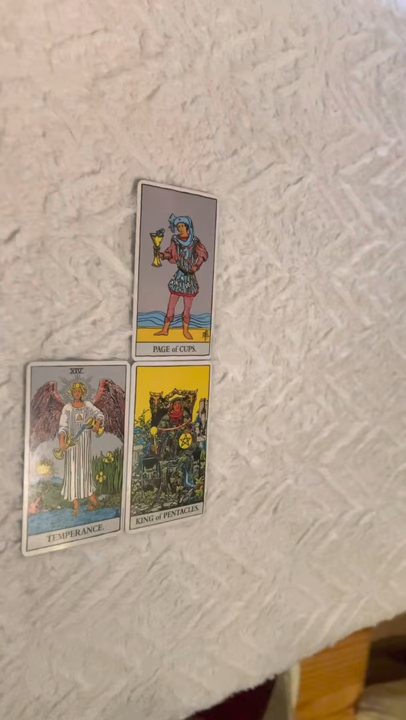 PAGE of CUPS.
XIV
TEMPERANCE.
KING of PENTACLES.